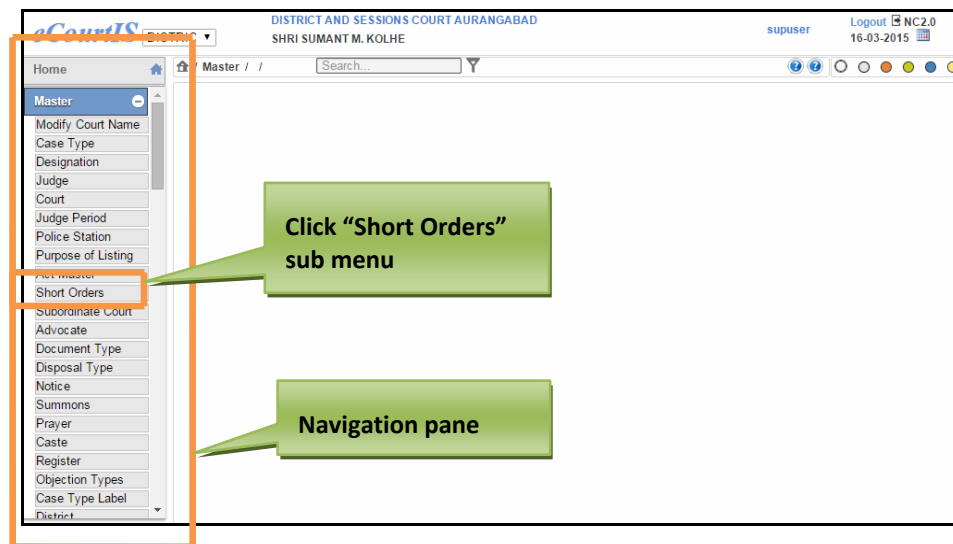 eCourtIS DISTRIC
DISTRICT AND SESSIONS COURT AURANGABAD
SHRI SUMANT M. KOLHE
supuser
Logout NC2.0
16-03-2015
Home
/ Master / /
Search...
Master
Modify Court Name
Case Type
Designation
Judge
Court
Judge Period
Police Station
Purpose of Listing
Act Master
Short Orders
Subordinate Court
Advocate
Document Type
Disposal Type
Notice
Summons
Prayer
Caste
Register
Objection Types
Case Type Label
District
Click “Short Orders”
sub menu
Navigation pane